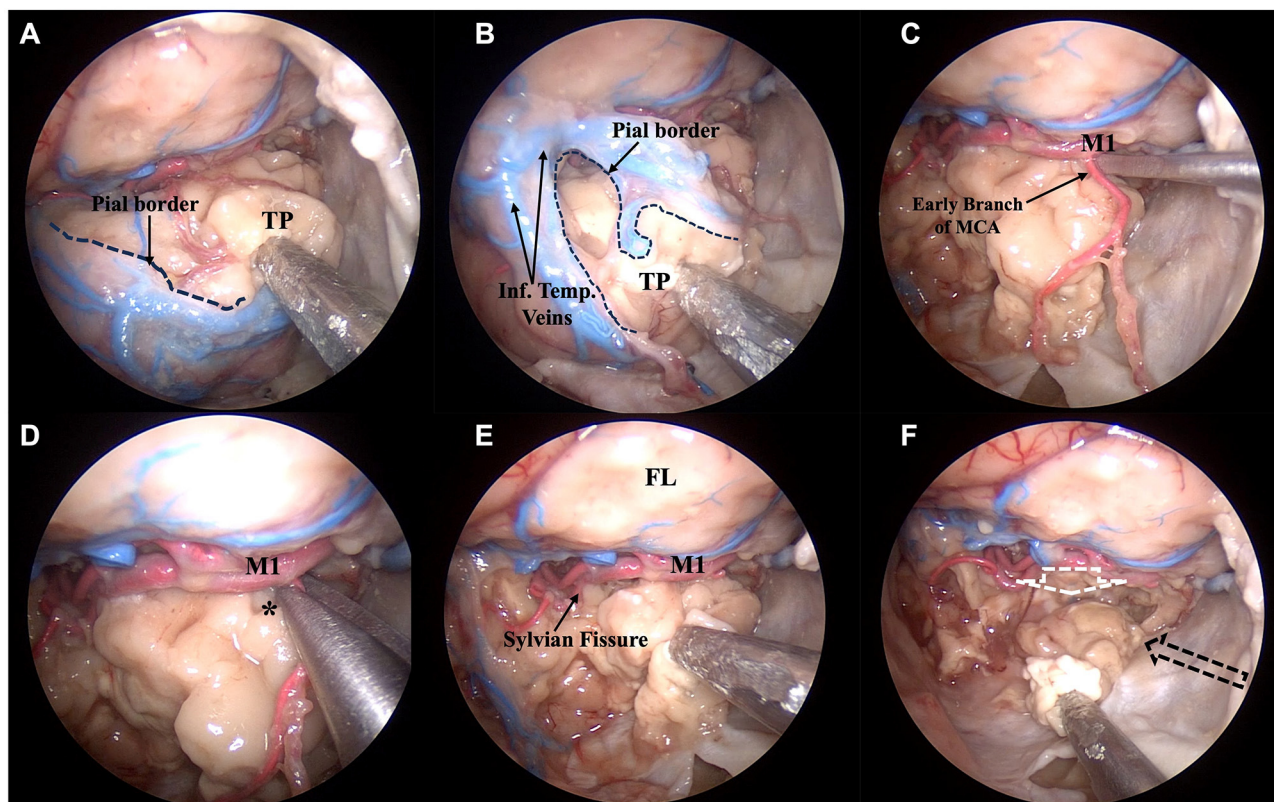 A
Pial border
TP
B
Pial border
TP
Inf. Temp.
Veins
C
M1
Early Branch
of MCA
D
M1
*
E
FL
M1
Sylvian Fissure
F